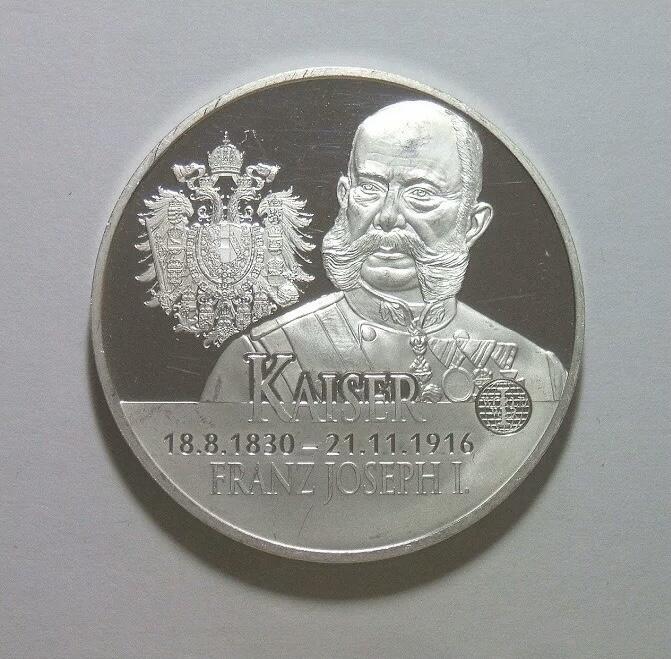 KAISER
18.8.1830 – 21.11.1916
FRANZ JOSEPH I.